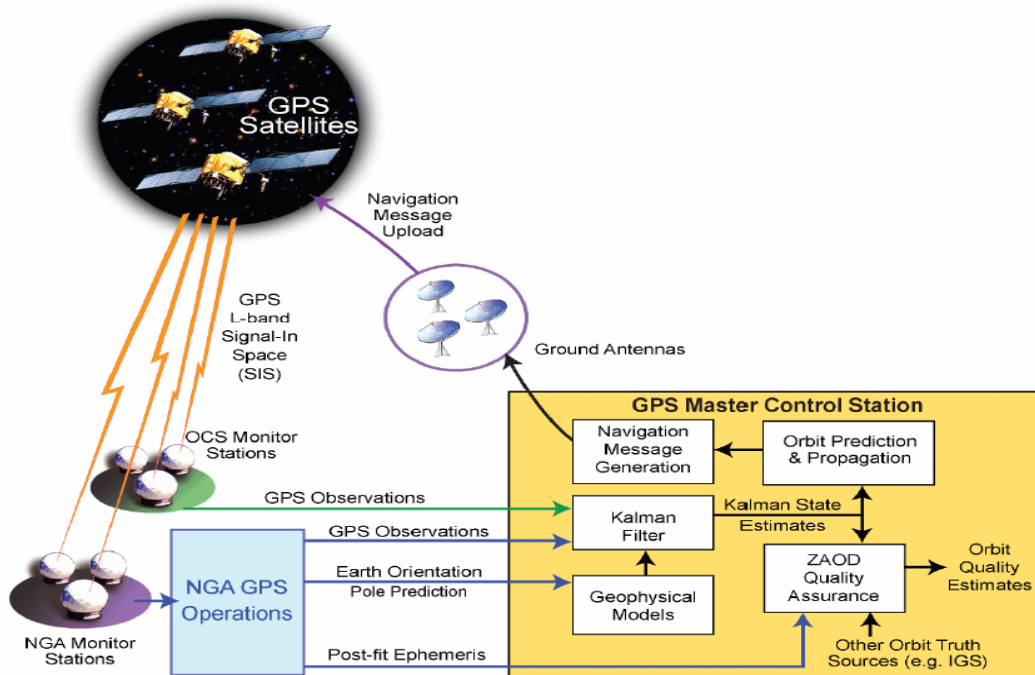 GPS
Satellites
Navigation
Message
Upload
GPS
L-band
Signal-In
Space
(SIS)
Ground Antennas
GPS Master Control Station
OCS Monitor
Stations
Navigation
Message
Generation
Orbit Prediction
& Propagation
GPS Observations
Kalman State
Estimates
Kalman
Filter
GPS Observations
ZAOD
Quality
Assurance
Orbit
Quality
Estimates
NGA GPS
Operations
Earth Orientation
Pole Prediction
Geophysical
Models
NGA Monitor
Stations
Post-fit Ephemeris
Other Orbit Truth
Sources (e.g. IGS)